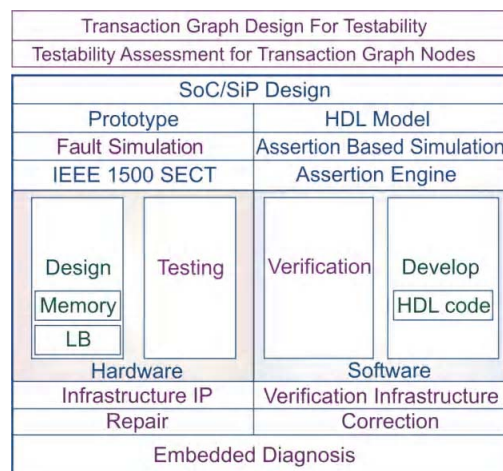 Transaction Graph Design For Testability
Testability Assessment for Transaction Graph Nodes
SoC/SiP Design
Prototype
HDL Model
Fault Simulation
Assertion Based Simulation
IEEE 1500 SECT
Assertion Engine
Design
Memory
LB
Testing
Verification
Develop
HDL code
Hardware
Software
Infrastructure IP
Verification Infrastructure
Repair
Correction
Embedded Diagnosis